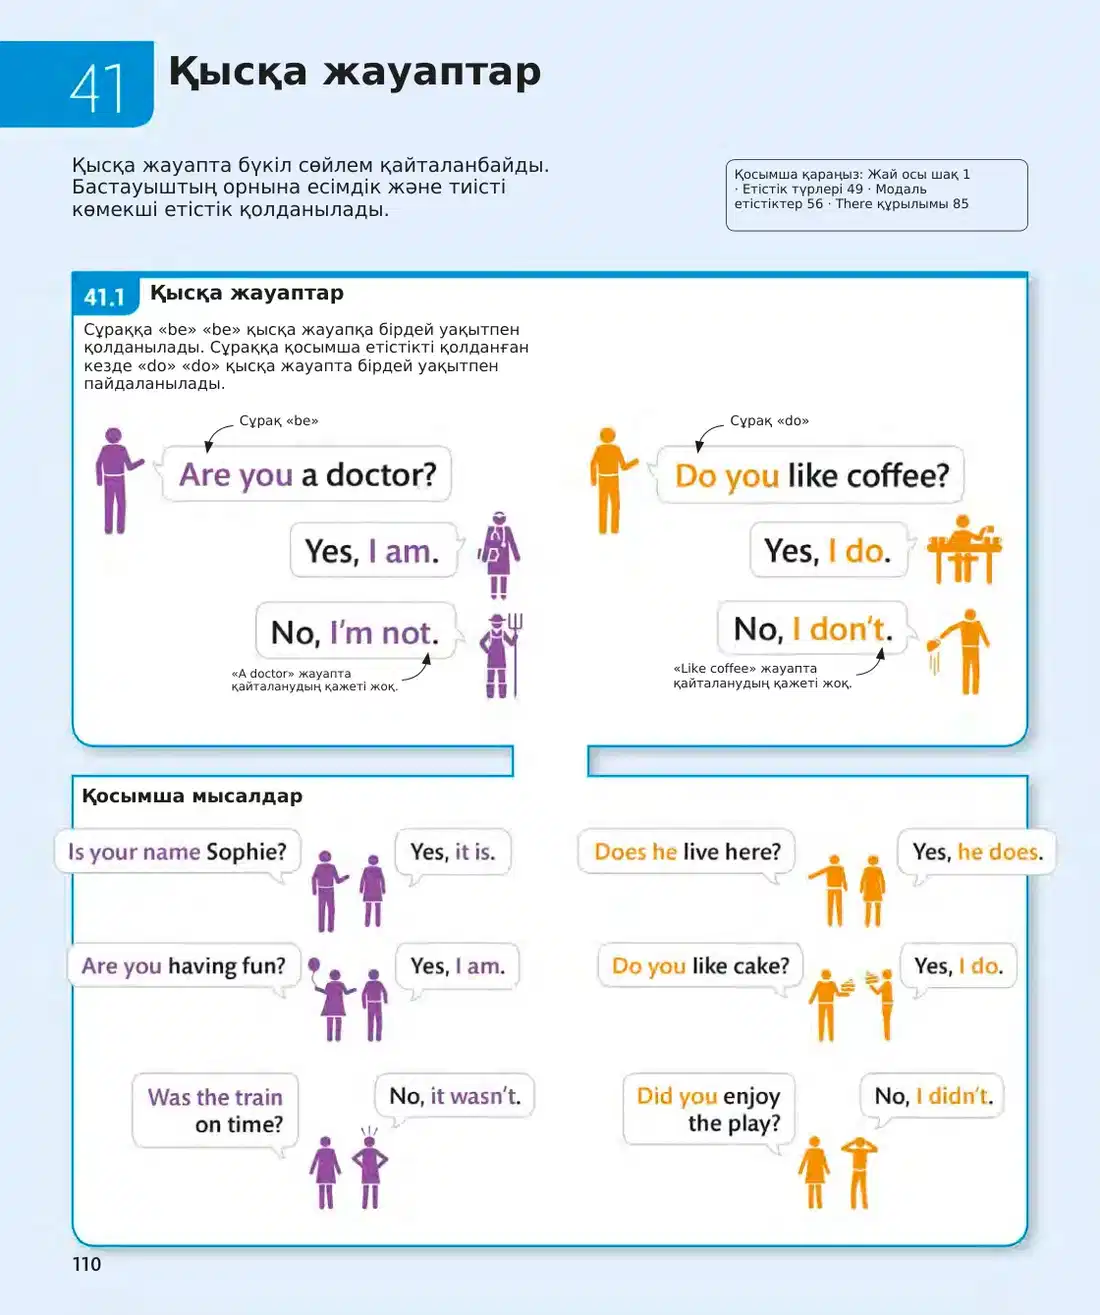 41
Қысқа жауаптар
Қысқа жауапта бүкіл сөйлем қайталанбайды.
Бастауыштың орнына есімдік және тиісті
көмекші етістік қолданылады.
Қосымша қараңыз: Жай осы шақ 1
· Етістік түрлері 49 · Модаль
етістіктер 56 · There құрылымы 85
41.1 Қысқа жауаптар
Сұраққа «be» «be» қысқа жауапқа бірдей уақытпен
қолданылады. Сұраққа қосымша етістікті қолданған
кезде «do» «do» қысқа жауапта бірдей уақытпен
пайдаланылады.
Сұрақ «be»
Are you a doctor?
Yes, I am.
No, I'm not.
«A doctor» жауапта
қайталанудың қажеті жоқ.
Сұрақ «do»
Do you like coffee?
Yes, I do.
No, I don't.
«Like coffee» жауапта
қайталанудың қажеті жоқ.
Қосымша мысалдар
Is your name Sophie?
Yes, it is.
Does he live here?
Yes, he does.
Are you having fun?
Yes, I am.
Do you like cake?
Yes, I do.
Was the train
on time?
No, it wasn't.
Did you enjoy
the play?
No, I didn't.
110